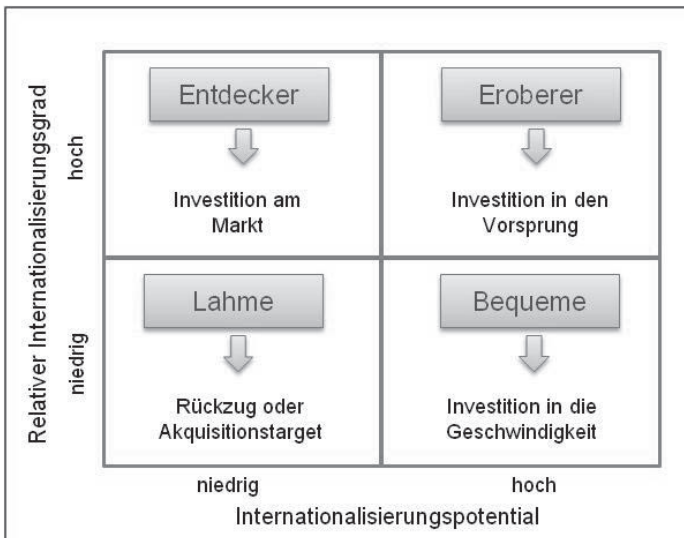 Relativer Internationalisierungsgrad
hoch
Entdecker
Investition am
Markt
Eroberer
Investition in den
Vorsprung
niedrig
Lahme
Rückzug oder
Akquisitionstarget
Bequeme
Investition in die
Geschwindigkeit
niedrig
hoch
Internationalisierungspotential